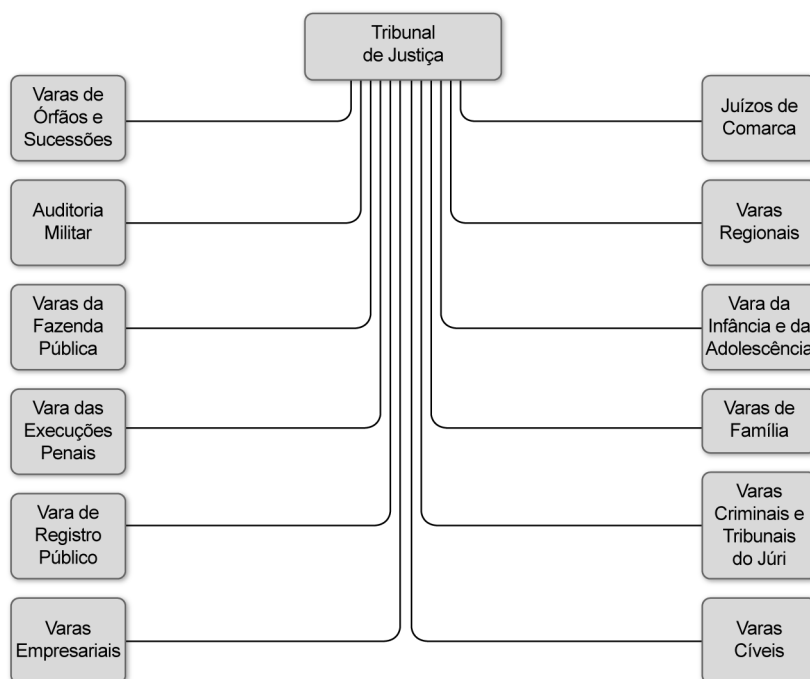 Tribunal
de Justiça
Varas de
Órfãos e
Sucessões
Auditoria
Militar
Varas da
Fazenda
Pública
Vara das
Execuções
Penais
Vara de
Registro
Público
Varas
Empresariais
Juízos de
Comarca
Varas
Regionais
Vara da
Infância e da
Adolescência
Varas de
Família
Varas
Criminais e
Tribunais
do Júri
Varas
Cíveis